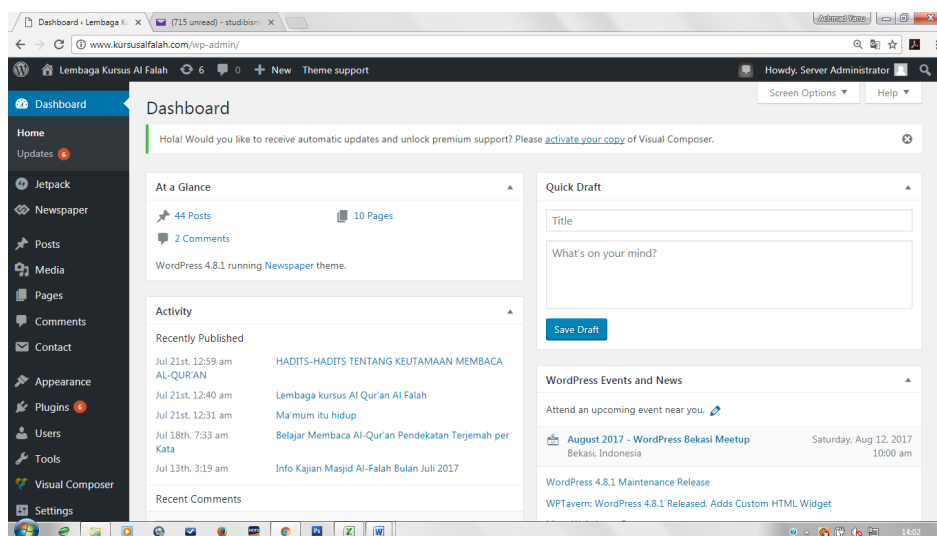 Dashboard ‹ Lembaga Ku
(715 unread) - studibisni
Achmad Yanu
www.kursusalfalah.com/wp-admin/
Lembaga Kursus Al Falah 6 0 + New Theme support
Howdy, Server Administrator
Screen Options Help
Dashboard
Home
Updates 6
Jetpack
Newspaper
Posts
Media
Pages
Comments
Contact
Appearance
Plugins 6
Users
Tools
Visual Composer
Settings
Dashboard
Hola! Would you like to receive automatic updates and unlock premium support? Please activate your copy of Visual Composer.
At a Glance
44 Posts 10 Pages
2 Comments
WordPress 4.8.1 running Newspaper theme.
Activity
Recently Published
Jul 21st, 12:59 am HADITS-HADITS TENTANG KEUTAMAAN MEMBACA
AL-QUR'AN
Jul 21st, 12:40 am Lembaga kursus Al Qur'an Al Falah
Jul 21st, 12:31 am Ma'mum itu hidup
Jul 18th, 7:33 am Belajar Membaca Al-Qur'an Pendekatan Terjemah per
Kata
Jul 13th, 3:19 am Info Kajian Masjid Al-Falah Bulan Juli 2017
Recent Comments
Quick Draft
Title
What's on your mind?
Save Draft
WordPress Events and News
Attend an upcoming event near you.
August 2017 - WordPress Bekasi Meetup Saturday, Aug 12, 2017
Bekasi, Indonesia 10:00 am
WordPress 4.8.1 Maintenance Release
WPTavern: WordPress 4.8.1 Released, Adds Custom HTML Widget
14:02